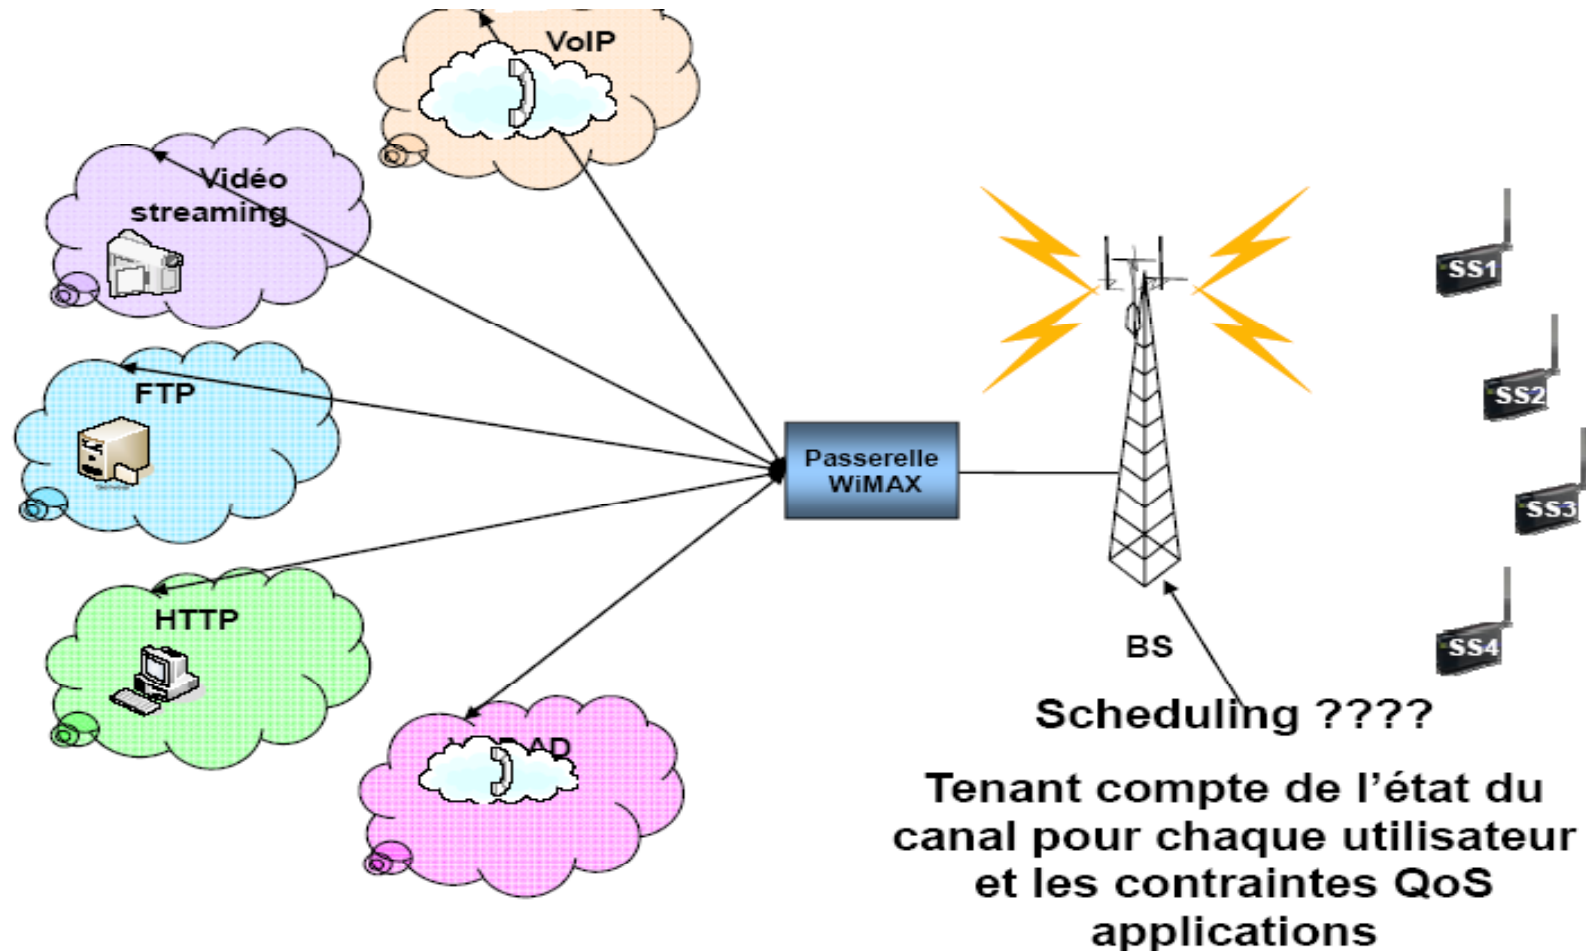 VoIP
Vidéo
streaming
FTP
HTTP
Passerelle
WiMAX
SS1
SS2
SS3
SS4
BS
Scheduling ????
Tenant compte de l’état du
canal pour chaque utilisateur
et les contraintes QoS
applications